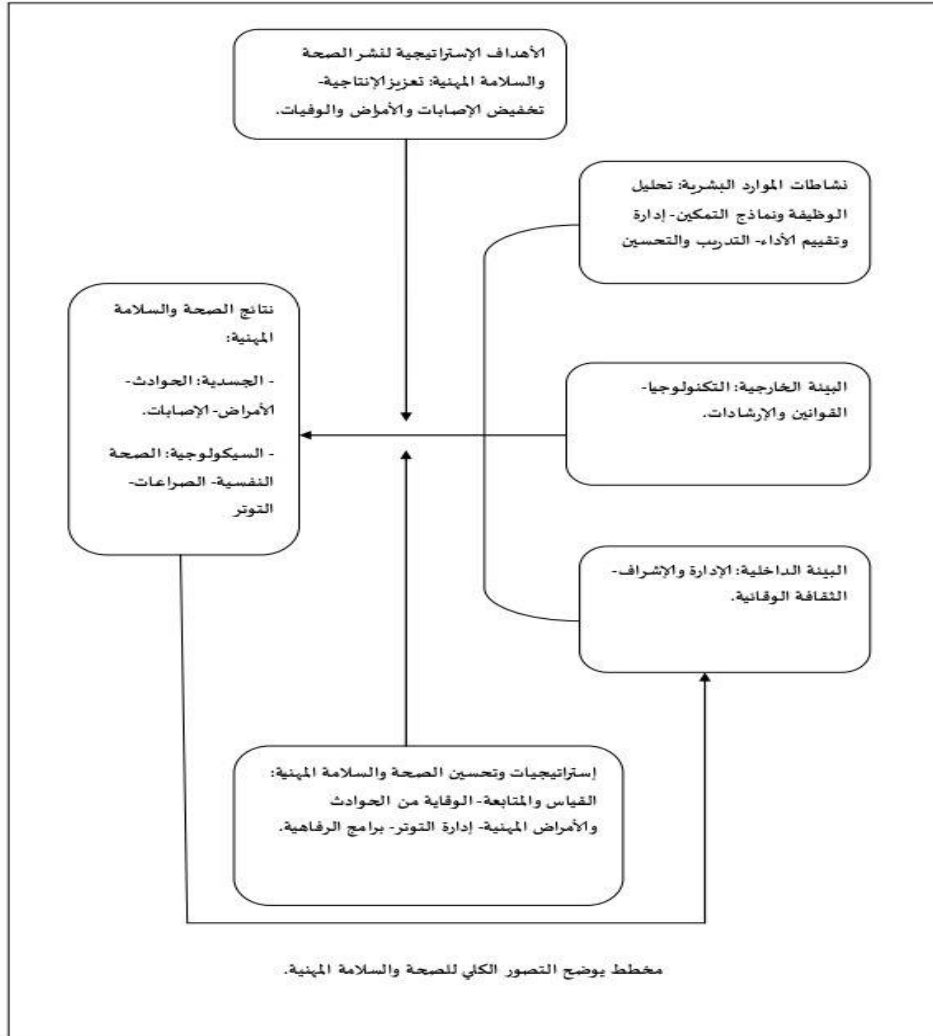 الأهداف الإستراتيجية لنشر الصحة
والسلامة المهنية: تعزيز الإنتاجية-
تخفيض الإصابات والأمراض والوفيات.
نشاطات الموارد البشرية: تحليل
الوظيفة ونماذج التمكين- إدارة
وتقييم الأداء- التدريب والتحسين
نتائج الصحة والسلامة
المهنية:
- الجسدية: الحوادث-
الأمراض- الإصابات.
- السيكولوجية: الصحة
النفسية- الصراعات-
التوتر
البيئة الخارجية: التكنولوجيا-
القوانين والإرشادات.
البيئة الداخلية: الإدارة والإشراف-
الثقافة الوقائية.
إستراتيجيات وتحسين الصحة والسلامة المهنية:
القياس والمتابعة- الوقاية من الحوادث
والأمراض المهنية- إدارة التوتر- برامج الرفاهية.
مخطط يوضح التصور الكلي للصحة والسلامة المهنية.